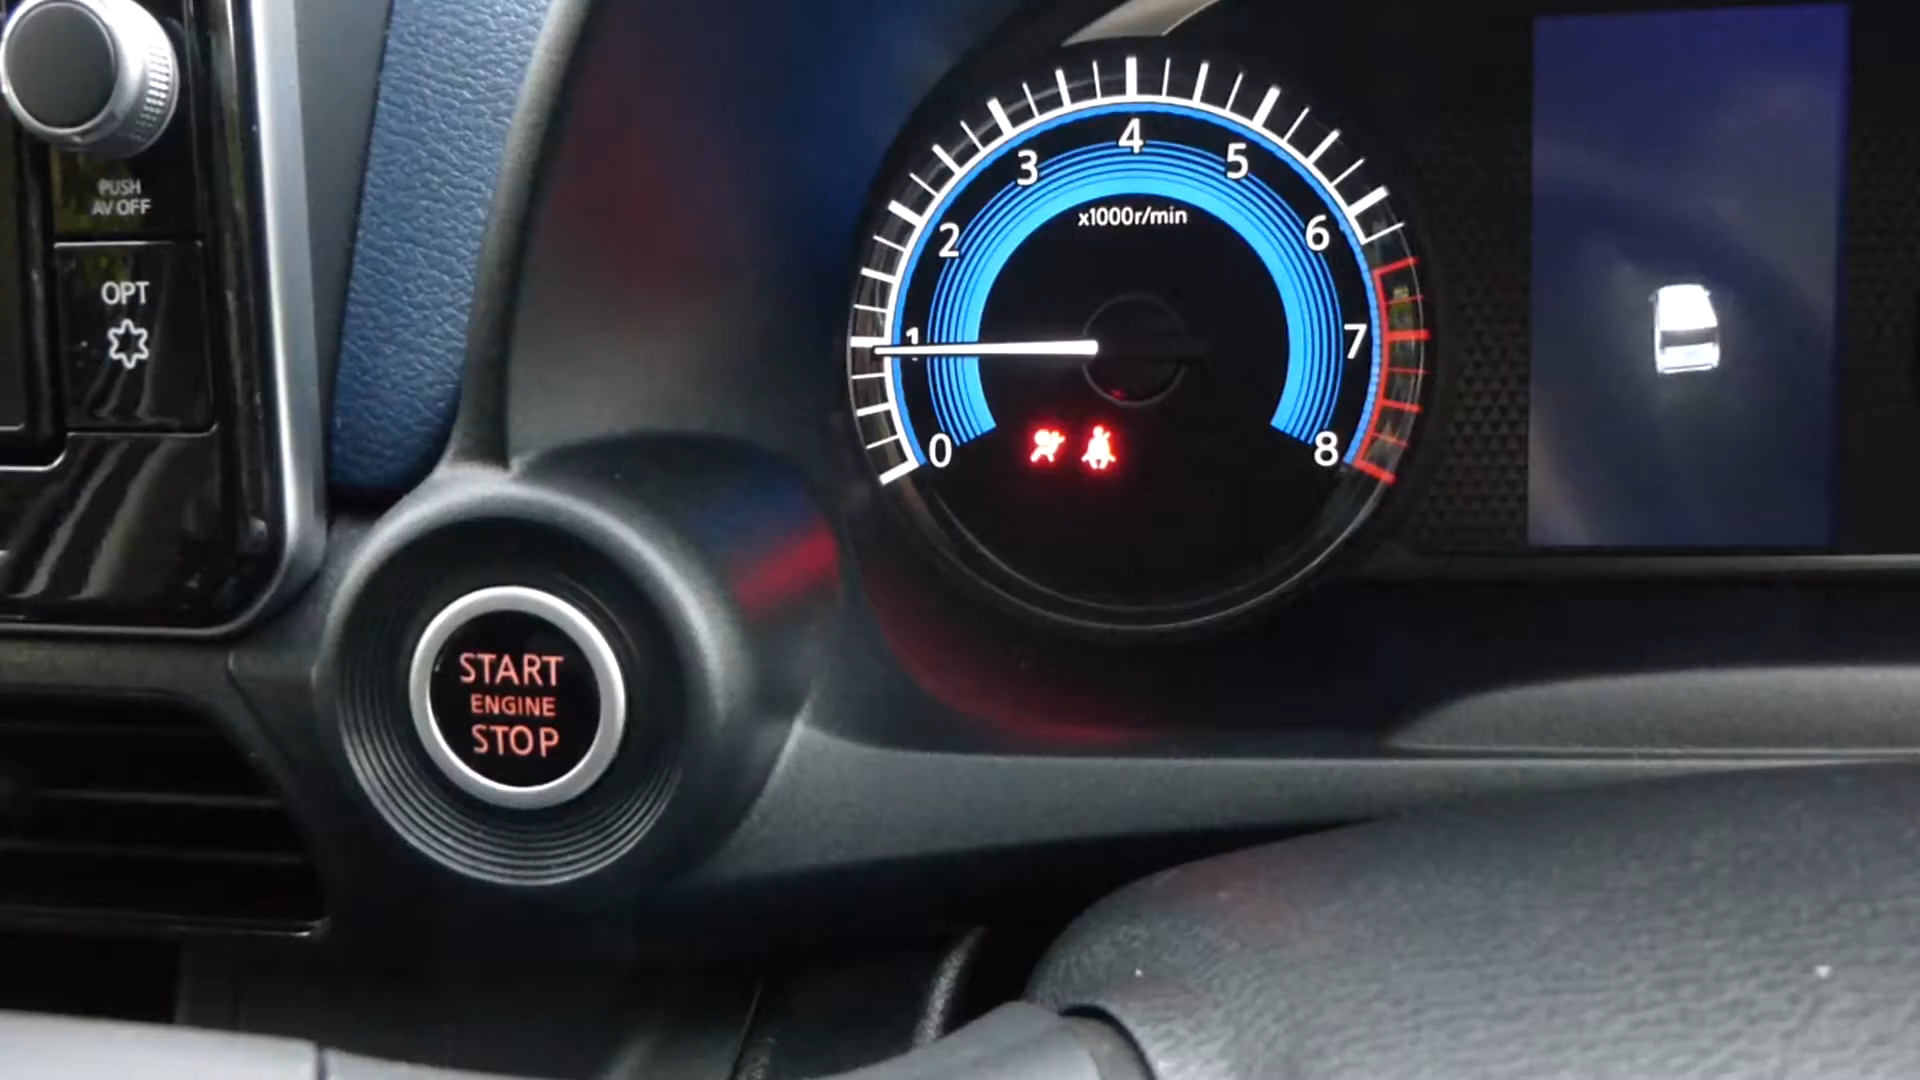 PUSH
AV OFF
OPT
START
ENGINE
STOP
0
1
2
3
4
5
6
7
8
x1000r/min